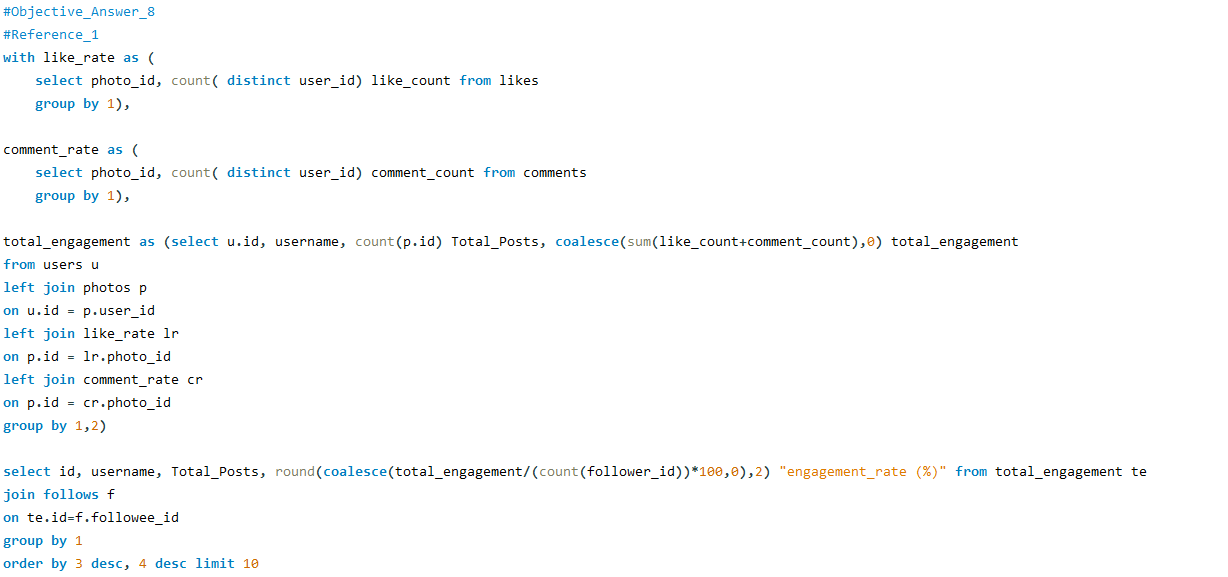 #Objective_Answer_8
#Reference_1
with like_rate as (
    select photo_id, count( distinct user_id) like_count from likes
    group by 1),

comment_rate as (
    select photo_id, count( distinct user_id) comment_count from comments
    group by 1),

total_engagement as (select u.id, username, count(p.id) Total_Posts, coalesce(sum(like_count+comment_count),0) total_engagement
from users u
left join photos p
on u.id = p.user_id
left join like_rate lr
on p.id = lr.photo_id
left join comment_rate cr
on p.id = cr.photo_id
group by 1,2)

select id, username, Total_Posts, round(coalesce(total_engagement/(count(follower_id))*100,0),2) "engagement_rate (%)" from total_engagement te
join follows f
on te.id=f.followee_id
group by 1
order by 3 desc, 4 desc limit 10